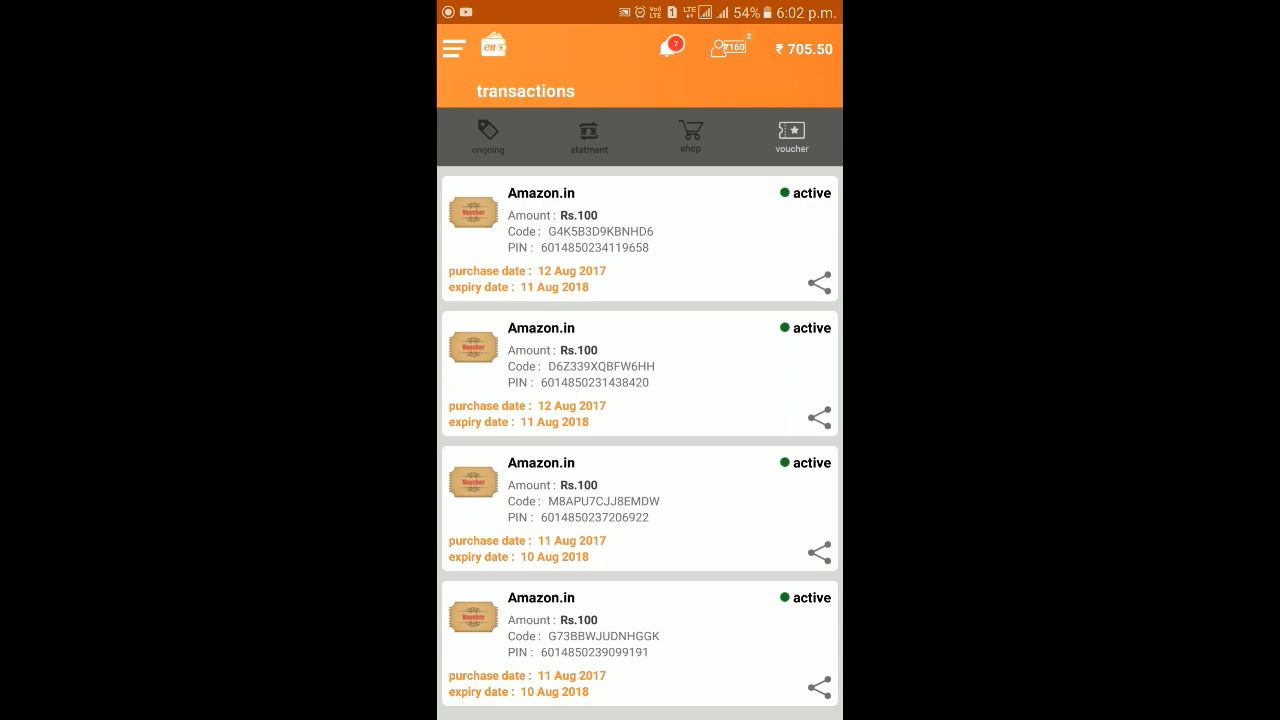 Vo) LTE 1 LTE 54% 6:02 p.m.
7 ₹160 2 ₹ 705.50
transactions
ongoing statment shop voucher
Amazon.in active
Voucher
Amount : Rs.100
Code : G4K5B3D9KBNHD6
PIN : 6014850234119658
purchase date : 12 Aug 2017
expiry date : 11 Aug 2018
Amazon.in active
Voucher
Amount : Rs.100
Code : D6Z339XQBFW6HH
PIN : 6014850231438420
purchase date : 12 Aug 2017
expiry date : 11 Aug 2018
Amazon.in active
Voucher
Amount : Rs.100
Code : M8APU7CJJ8EMDW
PIN : 6014850237206922
purchase date : 11 Aug 2017
expiry date : 10 Aug 2018
Amazon.in active
Voucher
Amount : Rs.100
Code : G73BBWJUDNHGGK
PIN : 6014850239099191
purchase date : 11 Aug 2017
expiry date : 10 Aug 2018